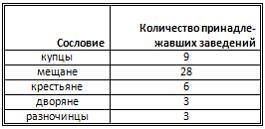 Сословие Количество принадле-
жавших заведений
купцы 9
мещане 28
крестьяне 6
дворяне 3
разночинцы 3